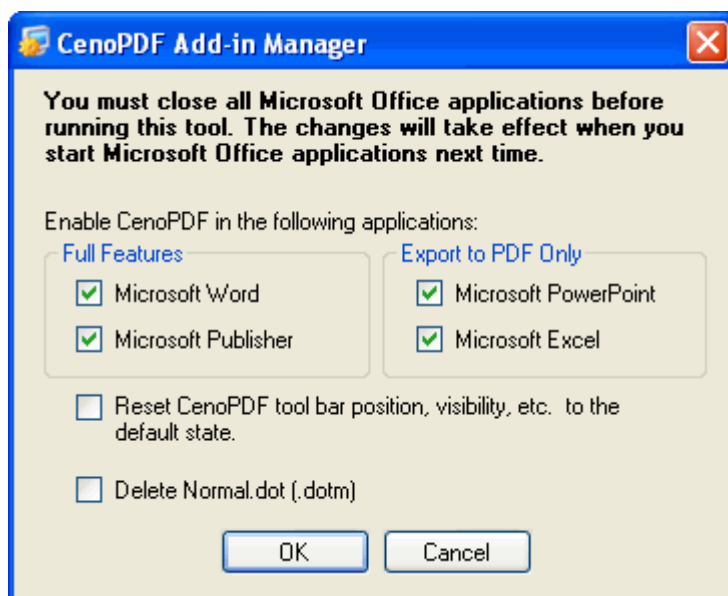 CenoPDF Add-in Manager
You must close all Microsoft Office applications before
running this tool. The changes will take effect when you
start Microsoft Office applications next time.
Enable CenoPDF in the following applications:
Full Features
Microsoft Word
Microsoft Publisher
Export to PDF Only
Microsoft PowerPoint
Microsoft Excel
Reset CenoPDF tool bar position, visibility, etc. to the
default state.
Delete Normal.dot (.dotm)
OK
Cancel